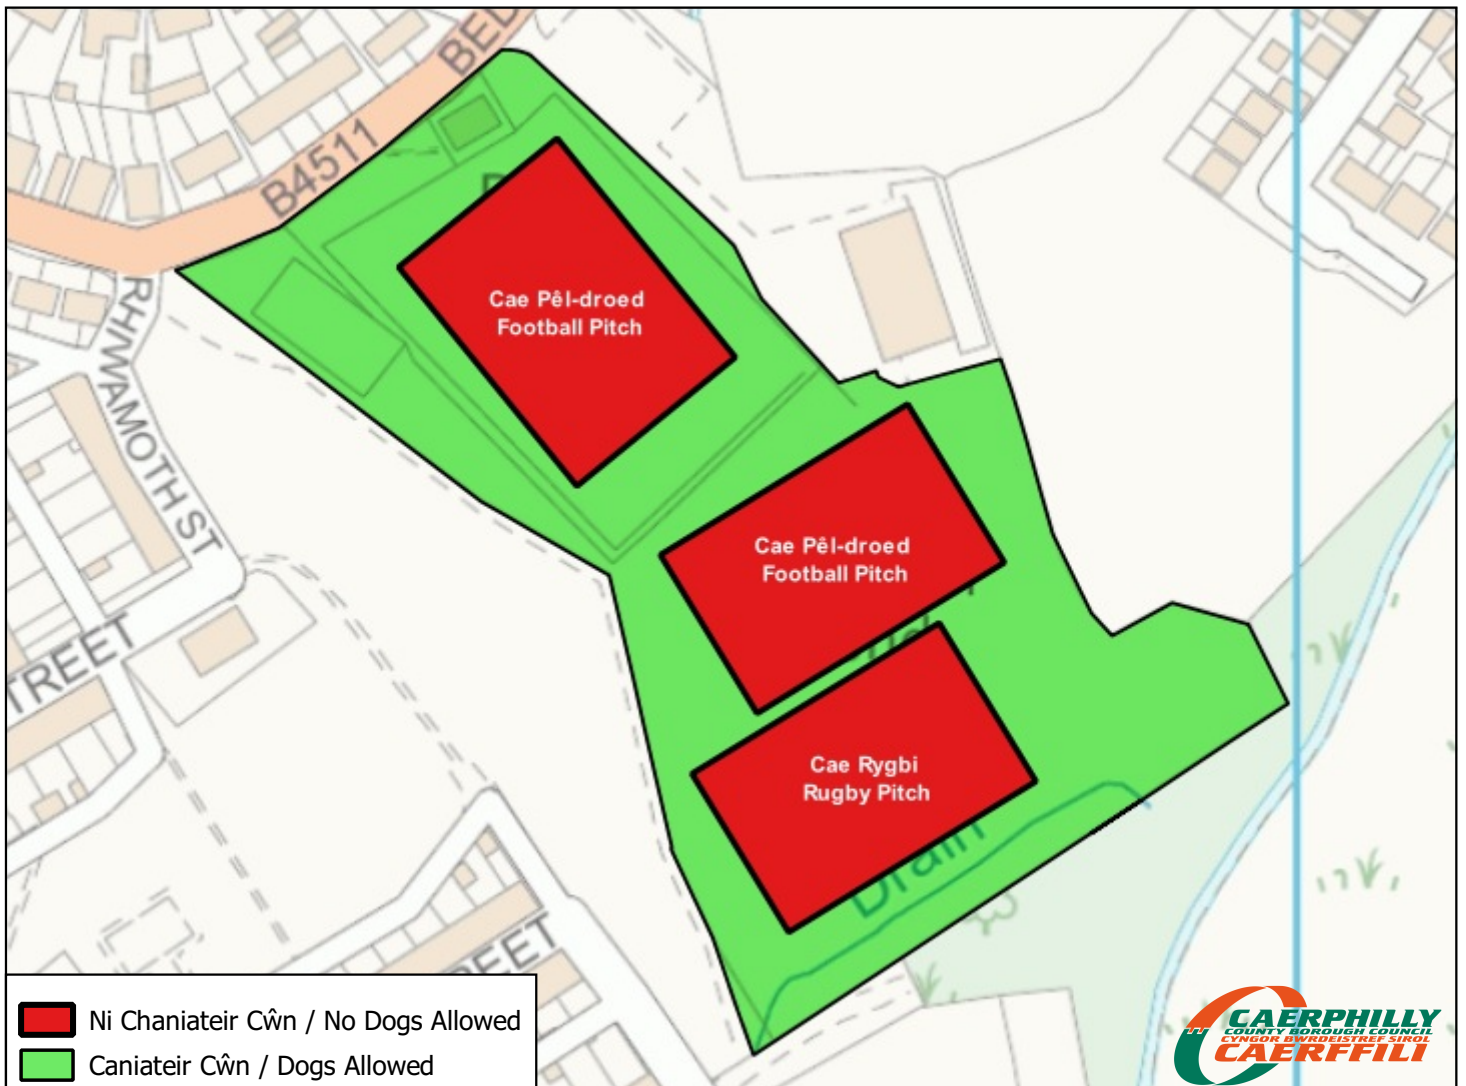 B4511
RHIWAMOTH ST
Cae Pêl-droed
Football Pitch
Cae Pêl-droed
Football Pitch
Cae Rygbi
Rugby Pitch
Drain
Ni Chaniateir Cŵn / No Dogs Allowed
Caniateir Cŵn / Dogs Allowed
CAERPHILLY
COUNTY BOROUGH COUNCIL
CYNGOR BWRDEISTREF SIROL
CAERFFILI